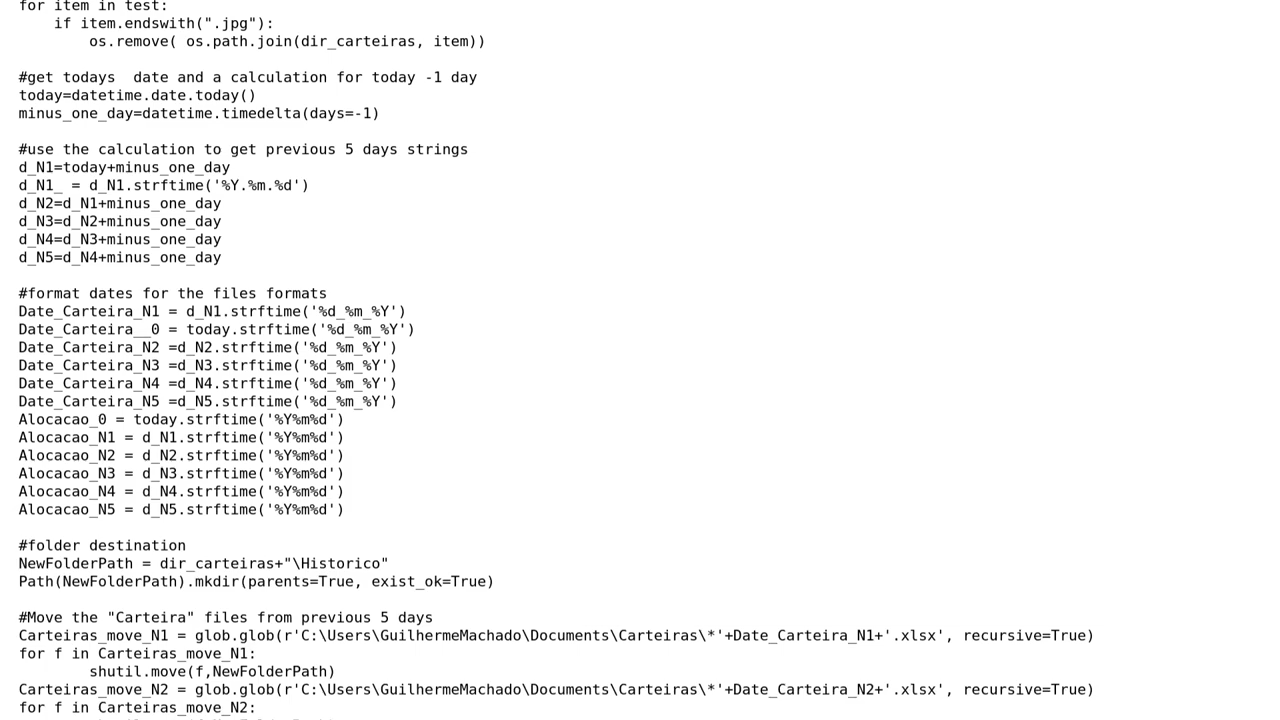 for item in test:
    if item.endswith(".jpg"):
        os.remove( os.path.join(dir_carteiras, item))

#get todays  date and a calculation for today -1 day
today=datetime.date.today()
minus_one_day=datetime.timedelta(days=-1)

#use the calculation to get previous 5 days strings
d_N1=today+minus_one_day
d_N1_ = d_N1.strftime('%Y.%m.%d')
d_N2=d_N1+minus_one_day
d_N3=d_N2+minus_one_day
d_N4=d_N3+minus_one_day
d_N5=d_N4+minus_one_day

#format dates for the files formats
Date_Carteira_N1 = d_N1.strftime('%d_%m_%Y')
Date_Carteira__0 = today.strftime('%d_%m_%Y')
Date_Carteira_N2 =d_N2.strftime('%d_%m_%Y')
Date_Carteira_N3 =d_N3.strftime('%d_%m_%Y')
Date_Carteira_N4 =d_N4.strftime('%d_%m_%Y')
Date_Carteira_N5 =d_N5.strftime('%d_%m_%Y')
Alocacao_0 = today.strftime('%Y%m%d')
Alocacao_N1 = d_N1.strftime('%Y%m%d')
Alocacao_N2 = d_N2.strftime('%Y%m%d')
Alocacao_N3 = d_N3.strftime('%Y%m%d')
Alocacao_N4 = d_N4.strftime('%Y%m%d')
Alocacao_N5 = d_N5.strftime('%Y%m%d')

#folder destination
NewFolderPath = dir_carteiras+"\Historico"
Path(NewFolderPath).mkdir(parents=True, exist_ok=True)

#Move the "Carteira" files from previous 5 days
Carteiras_move_N1 = glob.glob(r'C:\Users\GuilhermeMachado\Documents\Carteiras\*'+Date_Carteira_N1+'.xlsx', recursive=True)
for f in Carteiras_move_N1:
        shutil.move(f,NewFolderPath)
Carteiras_move_N2 = glob.glob(r'C:\Users\GuilhermeMachado\Documents\Carteiras\*'+Date_Carteira_N2+'.xlsx', recursive=True)
for f in Carteiras_move_N2: